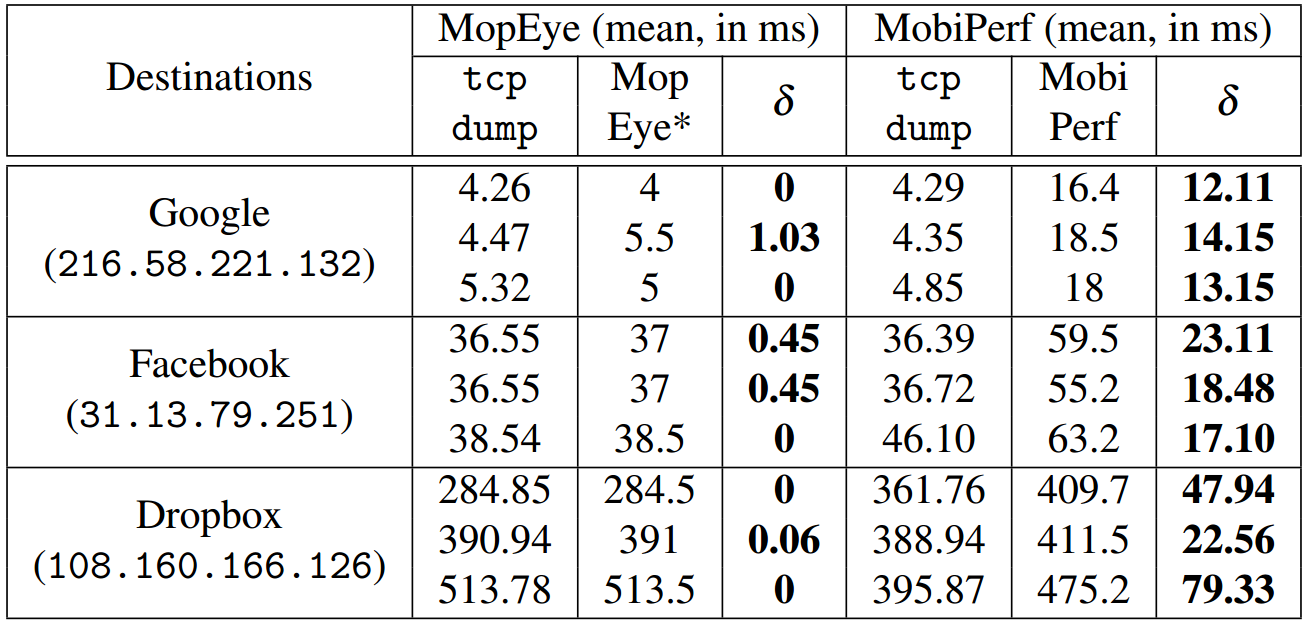 MopEye (mean, in ms) MobiPerf (mean, in ms)
Destinations tcp dump Mop Eye* δ tcp dump Mobi Perf δ
Google
(216.58.221.132)
4.26 4 0 4.29 16.4 12.11
4.47 5.5 1.03 4.35 18.5 14.15
5.32 5 0 4.85 18 13.15
Facebook
(31.13.79.251)
36.55 37 0.45 36.39 59.5 23.11
36.55 37 0.45 36.72 55.2 18.48
38.54 38.5 0 46.10 63.2 17.10
Dropbox
(108.160.166.126)
284.85 284.5 0 361.76 409.7 47.94
390.94 391 0.06 388.94 411.5 22.56
513.78 513.5 0 395.87 475.2 79.33